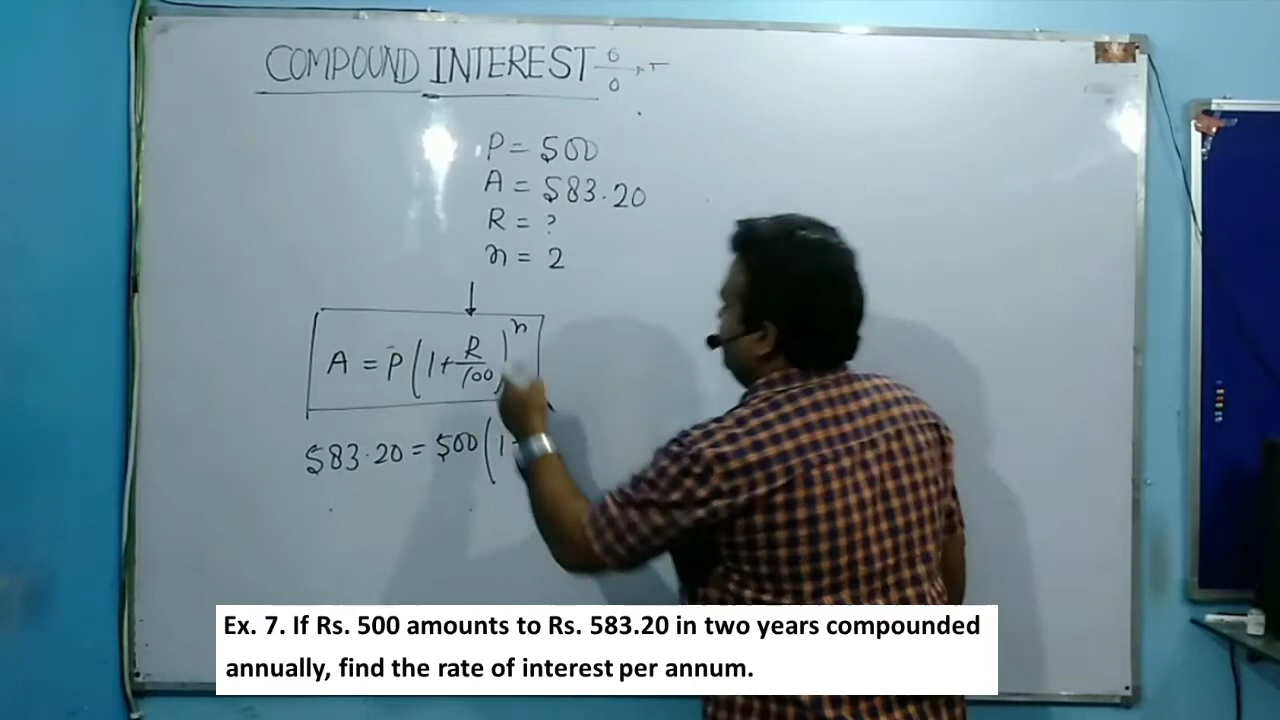 COMPOUND INTEREST
P = 500
A = 583.20
R = ?
n = 2
A = P(1+R/100)^n
583.20 = 500(1
Ex. 7. If Rs. 500 amounts to Rs. 583.20 in two years compounded
annually, find the rate of interest per annum.